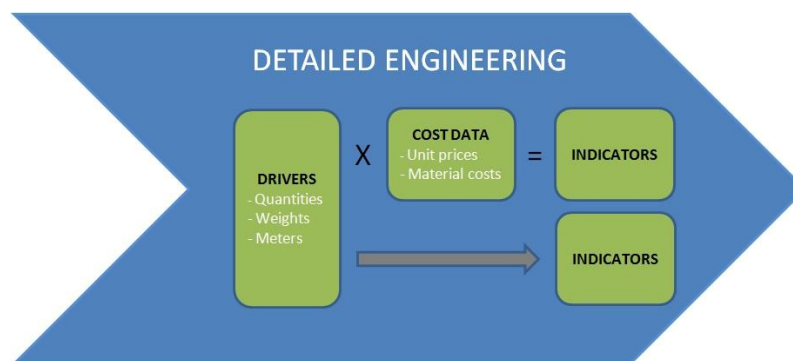 DETAILED ENGINEERING
DRIVERS
- Quantities
- Weights
- Meters
X
COST DATA
- Unit prices
- Material costs
=
INDICATORS
INDICATORS